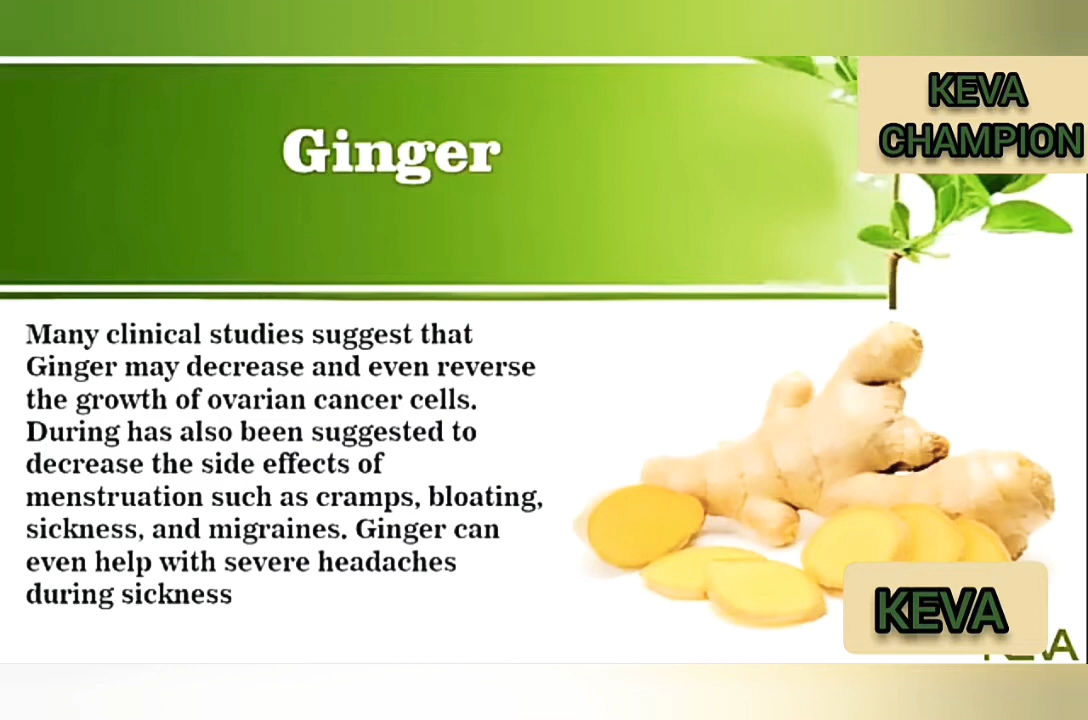 Ginger
KEVA
CHAMPION
Many clinical studies suggest that
Ginger may decrease and even reverse
the growth of ovarian cancer cells.
During has also been suggested to
decrease the side effects of
menstruation such as cramps, bloating,
sickness, and migraines. Ginger can
even help with severe headaches
during sickness
KEVA